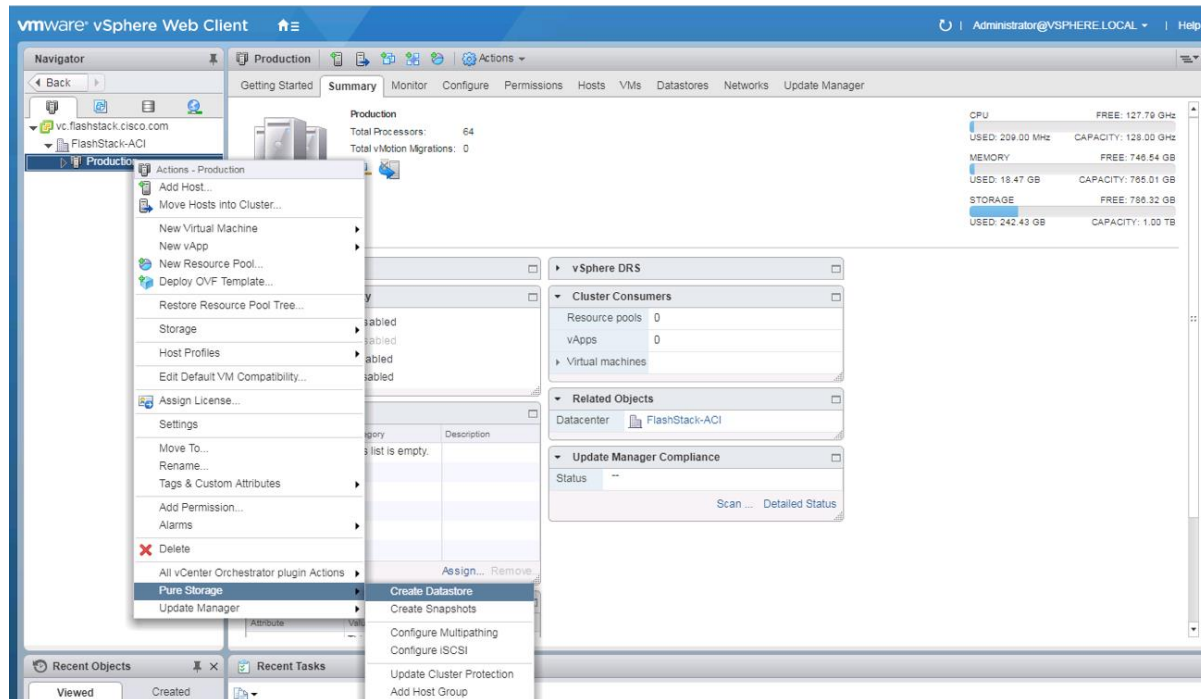 vmware® vSphere Web Client
Administrator@VSPHERE.LOCAL
Help
Navigator
Back
vc.flashstack.cisco.com
FlashStack-ACI
Production
Production
Actions
Getting Started
Summary
Monitor
Configure
Permissions
Hosts
VMs
Datastores
Networks
Update Manager
Production
Total Processors: 64
Total vMotion Migrations: 0
CPU FREE: 127.79 GHz
USED: 209.00 MHz CAPACITY: 128.00 GHz
MEMORY FREE: 746.54 GB
USED: 18.47 GB CAPACITY: 765.01 GB
STORAGE FREE: 786.32 GB
USED: 242.43 GB CAPACITY: 1.00 TB
Actions - Production
Add Host...
Move Hosts into Cluster...
New Virtual Machine
New vApp
New Resource Pool...
Deploy OVF Template...
Restore Resource Pool Tree...
Storage
Host Profiles
Edit Default VM Compatibility...
Assign License...
Settings
Move To...
Rename...
Tags & Custom Attributes
Add Permission...
Alarms
Delete
All vCenter Orchestrator plugin Actions
Pure Storage
Update Manager
Create Datastore
Create Snapshots
Configure Multipathing
Configure iSCSI
Update Cluster Protection
Add Host Group
Description
list is empty.
Assign... Remove...
Attribute
vSphere DRS
Cluster Consumers
Resource pools 0
vApps 0
Virtual machines
Related Objects
Datacenter FlashStack-ACI
Update Manager Compliance
Status --
Scan ... Detailed Status
Recent Objects
Viewed
Created
Recent Tasks